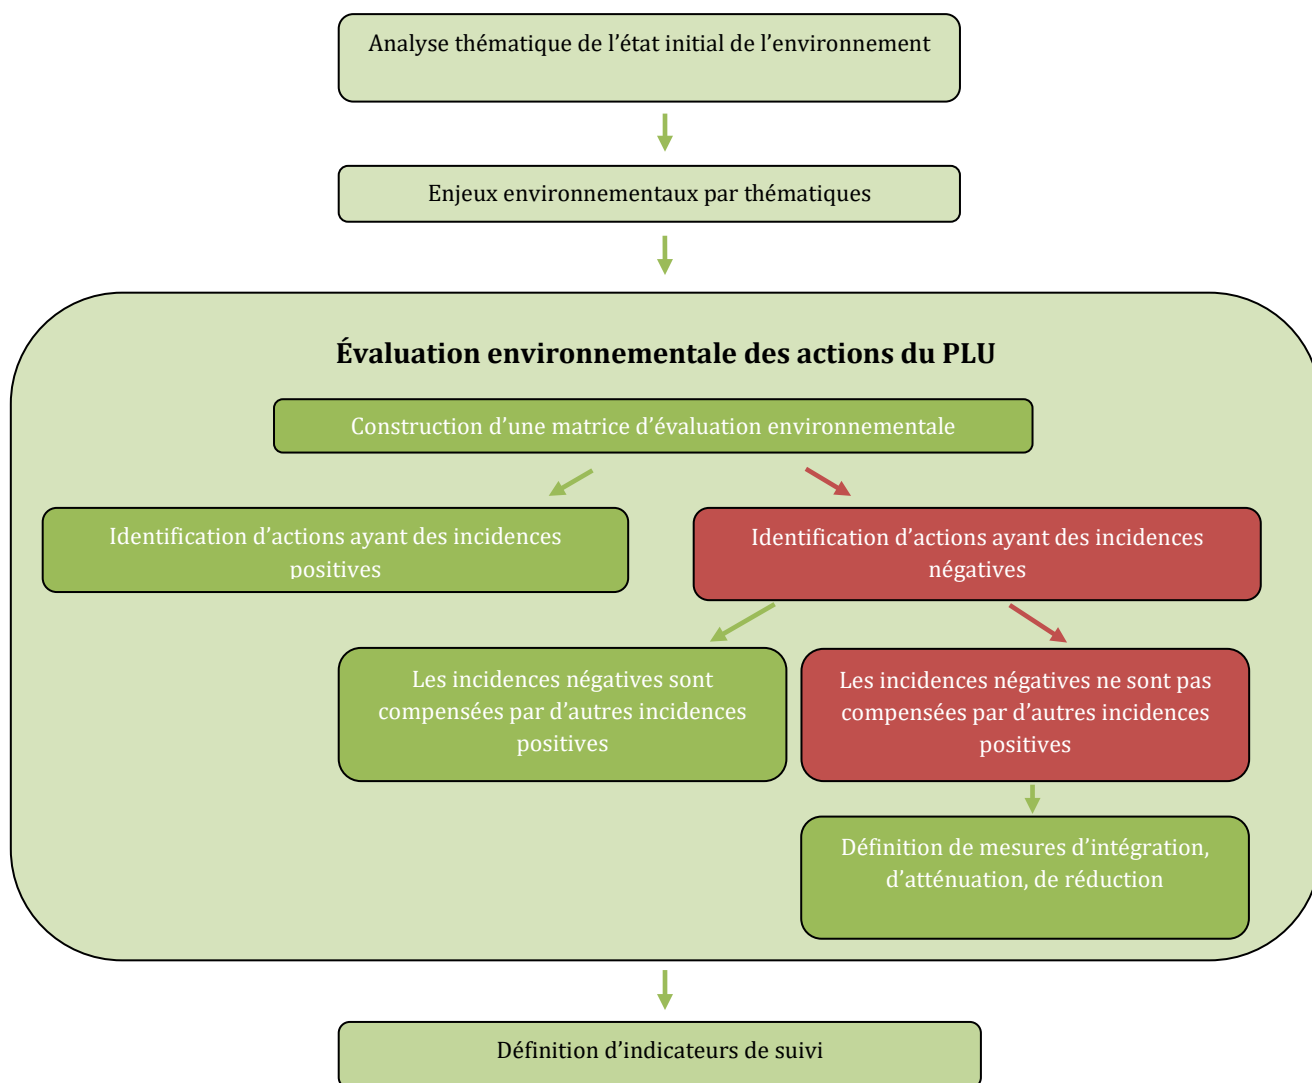 Analyse thématique de l’état initial de l’environnement
Enjeux environnementaux par thématiques
Évaluation environnementale des actions du PLU
Construction d’une matrice d’évaluation environnementale
Identification d’actions ayant des incidences
positives
Identification d’actions ayant des incidences
négatives
Les incidences négatives sont
compensées par d’autres incidences
positives
Les incidences négatives ne sont pas
compensées par d’autres incidences
positives
Définition de mesures d’intégration,
d’atténuation, de réduction
Définition d’indicateurs de suivi